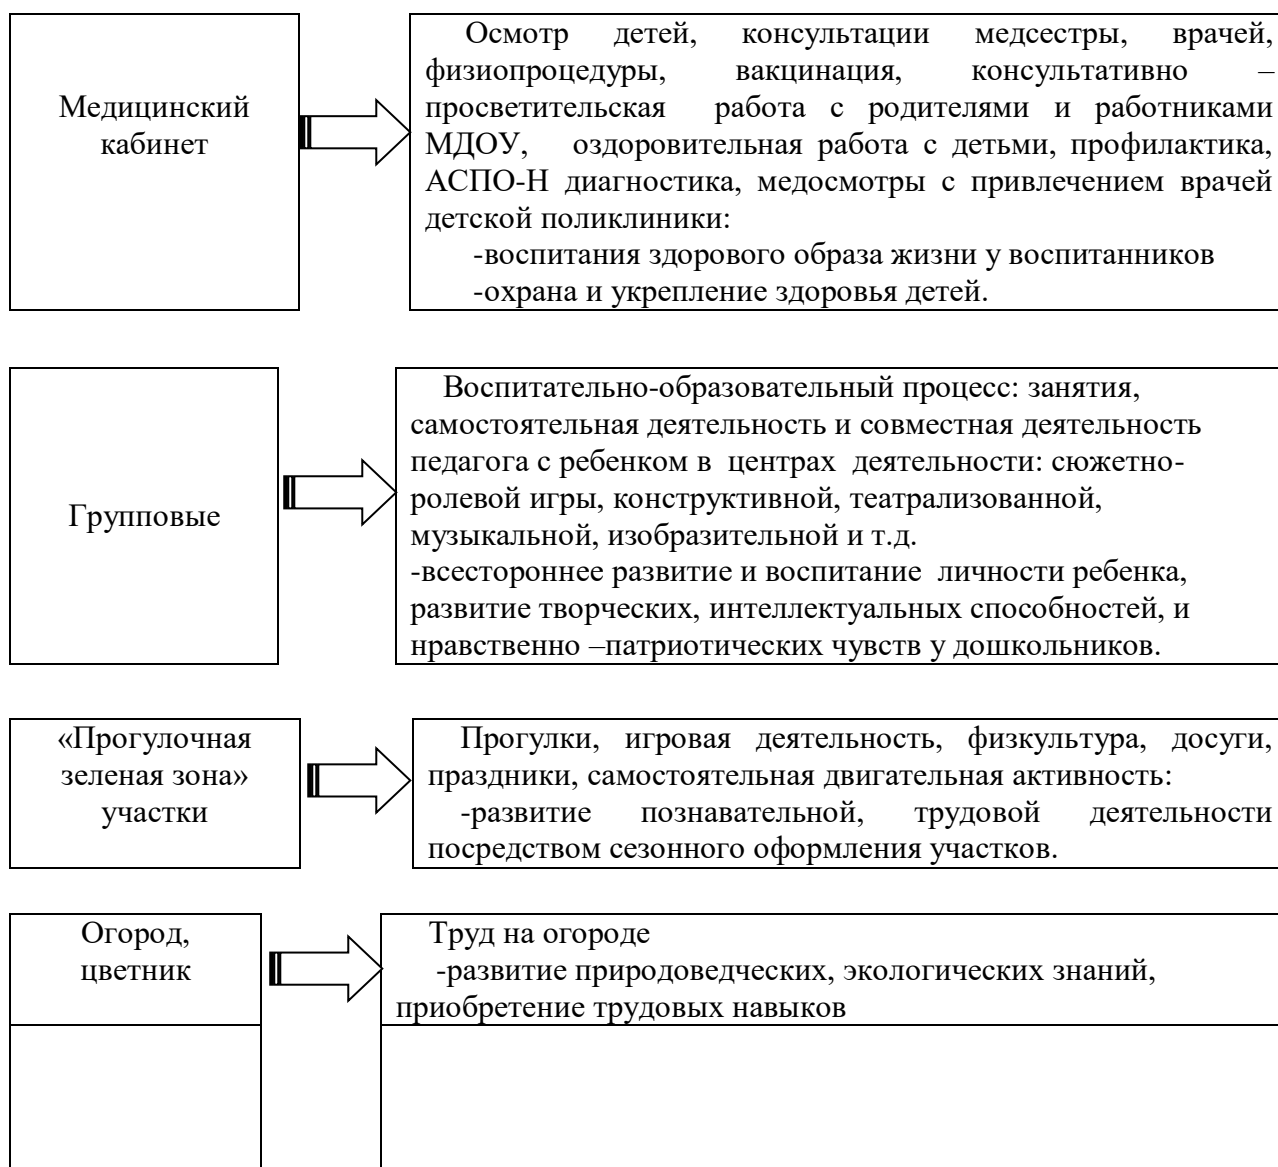 Медицинский
кабинет
Осмотр детей, консультации медсестры, врачей,
физиопроцедуры, вакцинация, консультативно –
просветительская работа с родителями и работниками
МДОУ, оздоровительная работа с детьми, профилактика,
АСПО-Н диагностика, медосмотры с привлечением врачей
детской поликлиники:
-воспитания здорового образа жизни у воспитанников
-охрана и укрепление здоровья детей.
Групповые
Воспитательно-образовательный процесс: занятия,
самостоятельная деятельность и совместная деятельность
педагога с ребенком в центрах деятельности: сюжетно-
ролевой игры, конструктивной, театрализованной,
музыкальной, изобразительной и т.д.
-всестороннее развитие и воспитание личности ребенка,
развитие творческих, интеллектуальных способностей, и
нравственно –патриотических чувств у дошкольников.
«Прогулочная
зеленая зона»
участки
Прогулки, игровая деятельность, физкультура, досуги,
праздники, самостоятельная двигательная активность:
-развитие познавательной, трудовой деятельности
посредством сезонного оформления участков.
Огород,
цветник
Труд на огороде
-развитие природоведческих, экологических знаний,
приобретение трудовых навыков